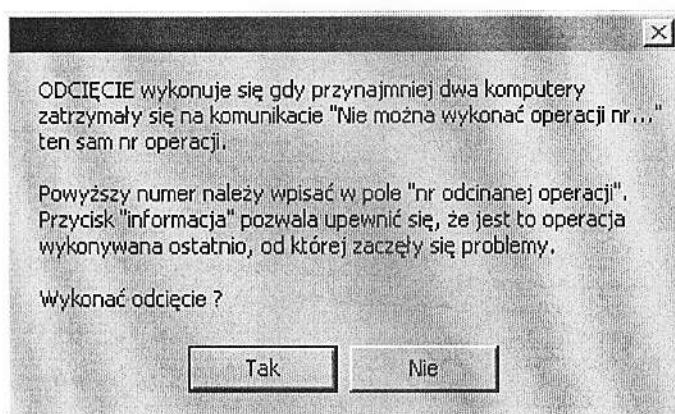 ODCIĘCIE wykonuje się gdy przynajmniej dwa komputery
zatrzymały się na komunikacie "Nie można wykonać operacji nr..."
ten sam nr operacji.
Powyższy numer należy wpisać w pole "nr odcinanej operacji".
Przycisk "informacja" pozwala upewnić się, że jest to operacja
wykonywana ostatnio, od której zaczęły się problemy.
Wykonać odcięcie ?
Tak Nie